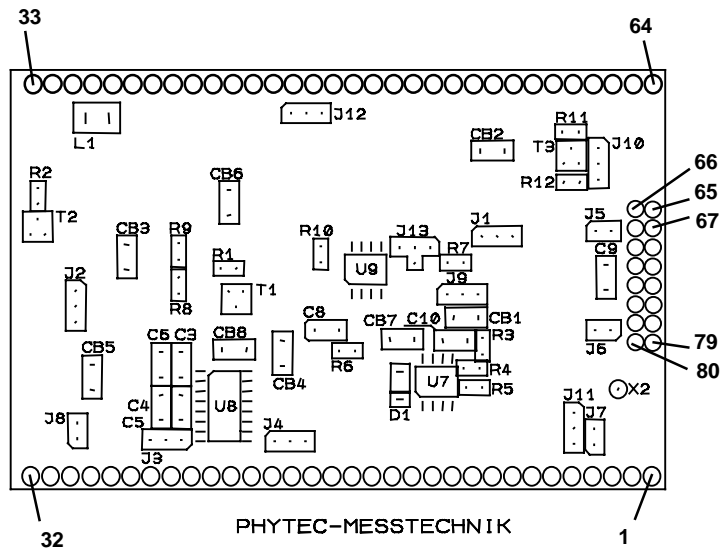 33
64
L1
J12
R11
CB2
T3
J10
R12
66
65
67
R2
CB6
T2
CB3
R9
R10
J13
J1
J5
R1
R7
C9
U9
J2
R8
T1
J9
C8
CB1
CB7
C10
C6 C3
CB8
R3
J6
79
CB5
CB4
R6
R4
80
U7
C4
U8
R5
X2
D1
J8
C5
J4
J11
J7
J3
32
PHYTEC-MESSTECHNIK
1